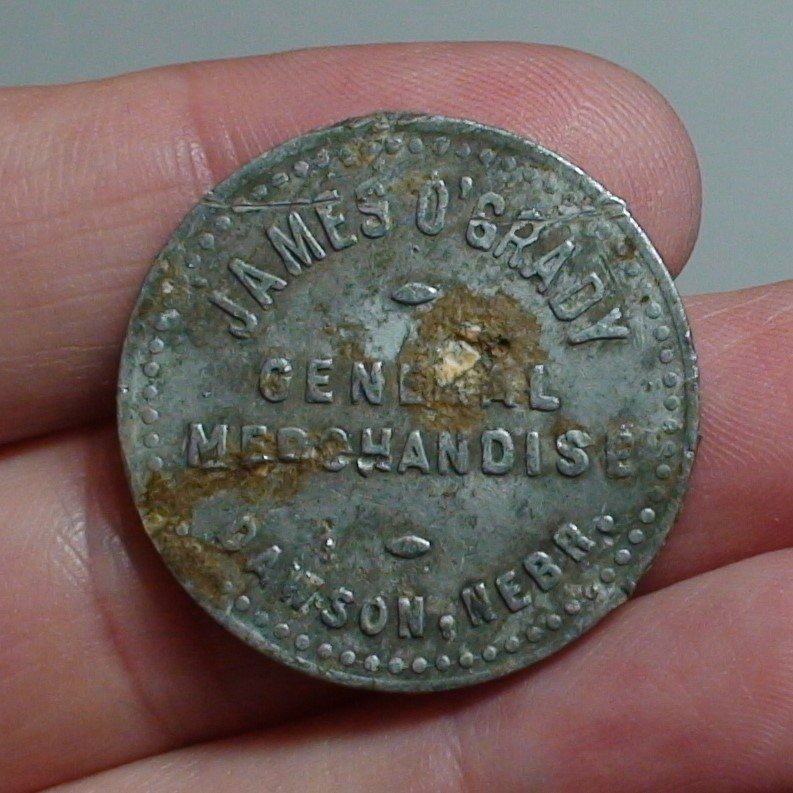 JAMES O'GRADY
GENERAL
MERCHANDISE
DAWSON, NEBR.